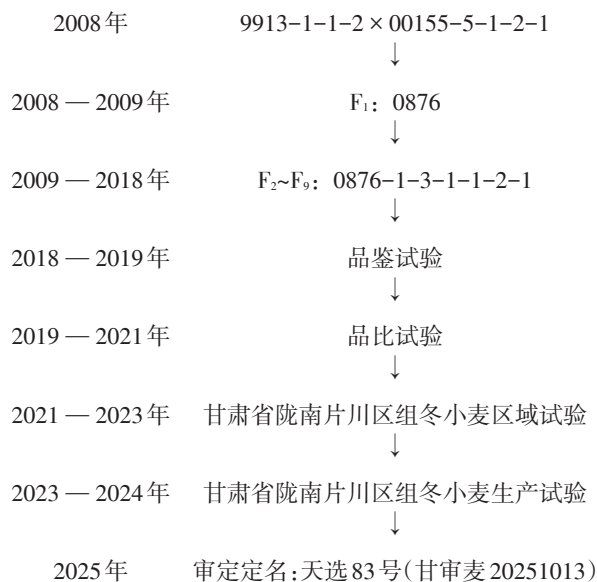 2008年 9913-1-1-2×00155-5-1-2-1
↓
2008—2009年 F₁：0876
↓
2009—2018年 F₂~F₉：0876-1-3-1-1-2-1
↓
2018—2019年 品鉴试验
↓
2019—2021年 品比试验
↓
2021—2023年 甘肃省陇南片川区组冬小麦区域试验
↓
2023—2024年 甘肃省陇南片川区组冬小麦生产试验
↓
2025年 审定定名：天选83号(甘审麦20251013)